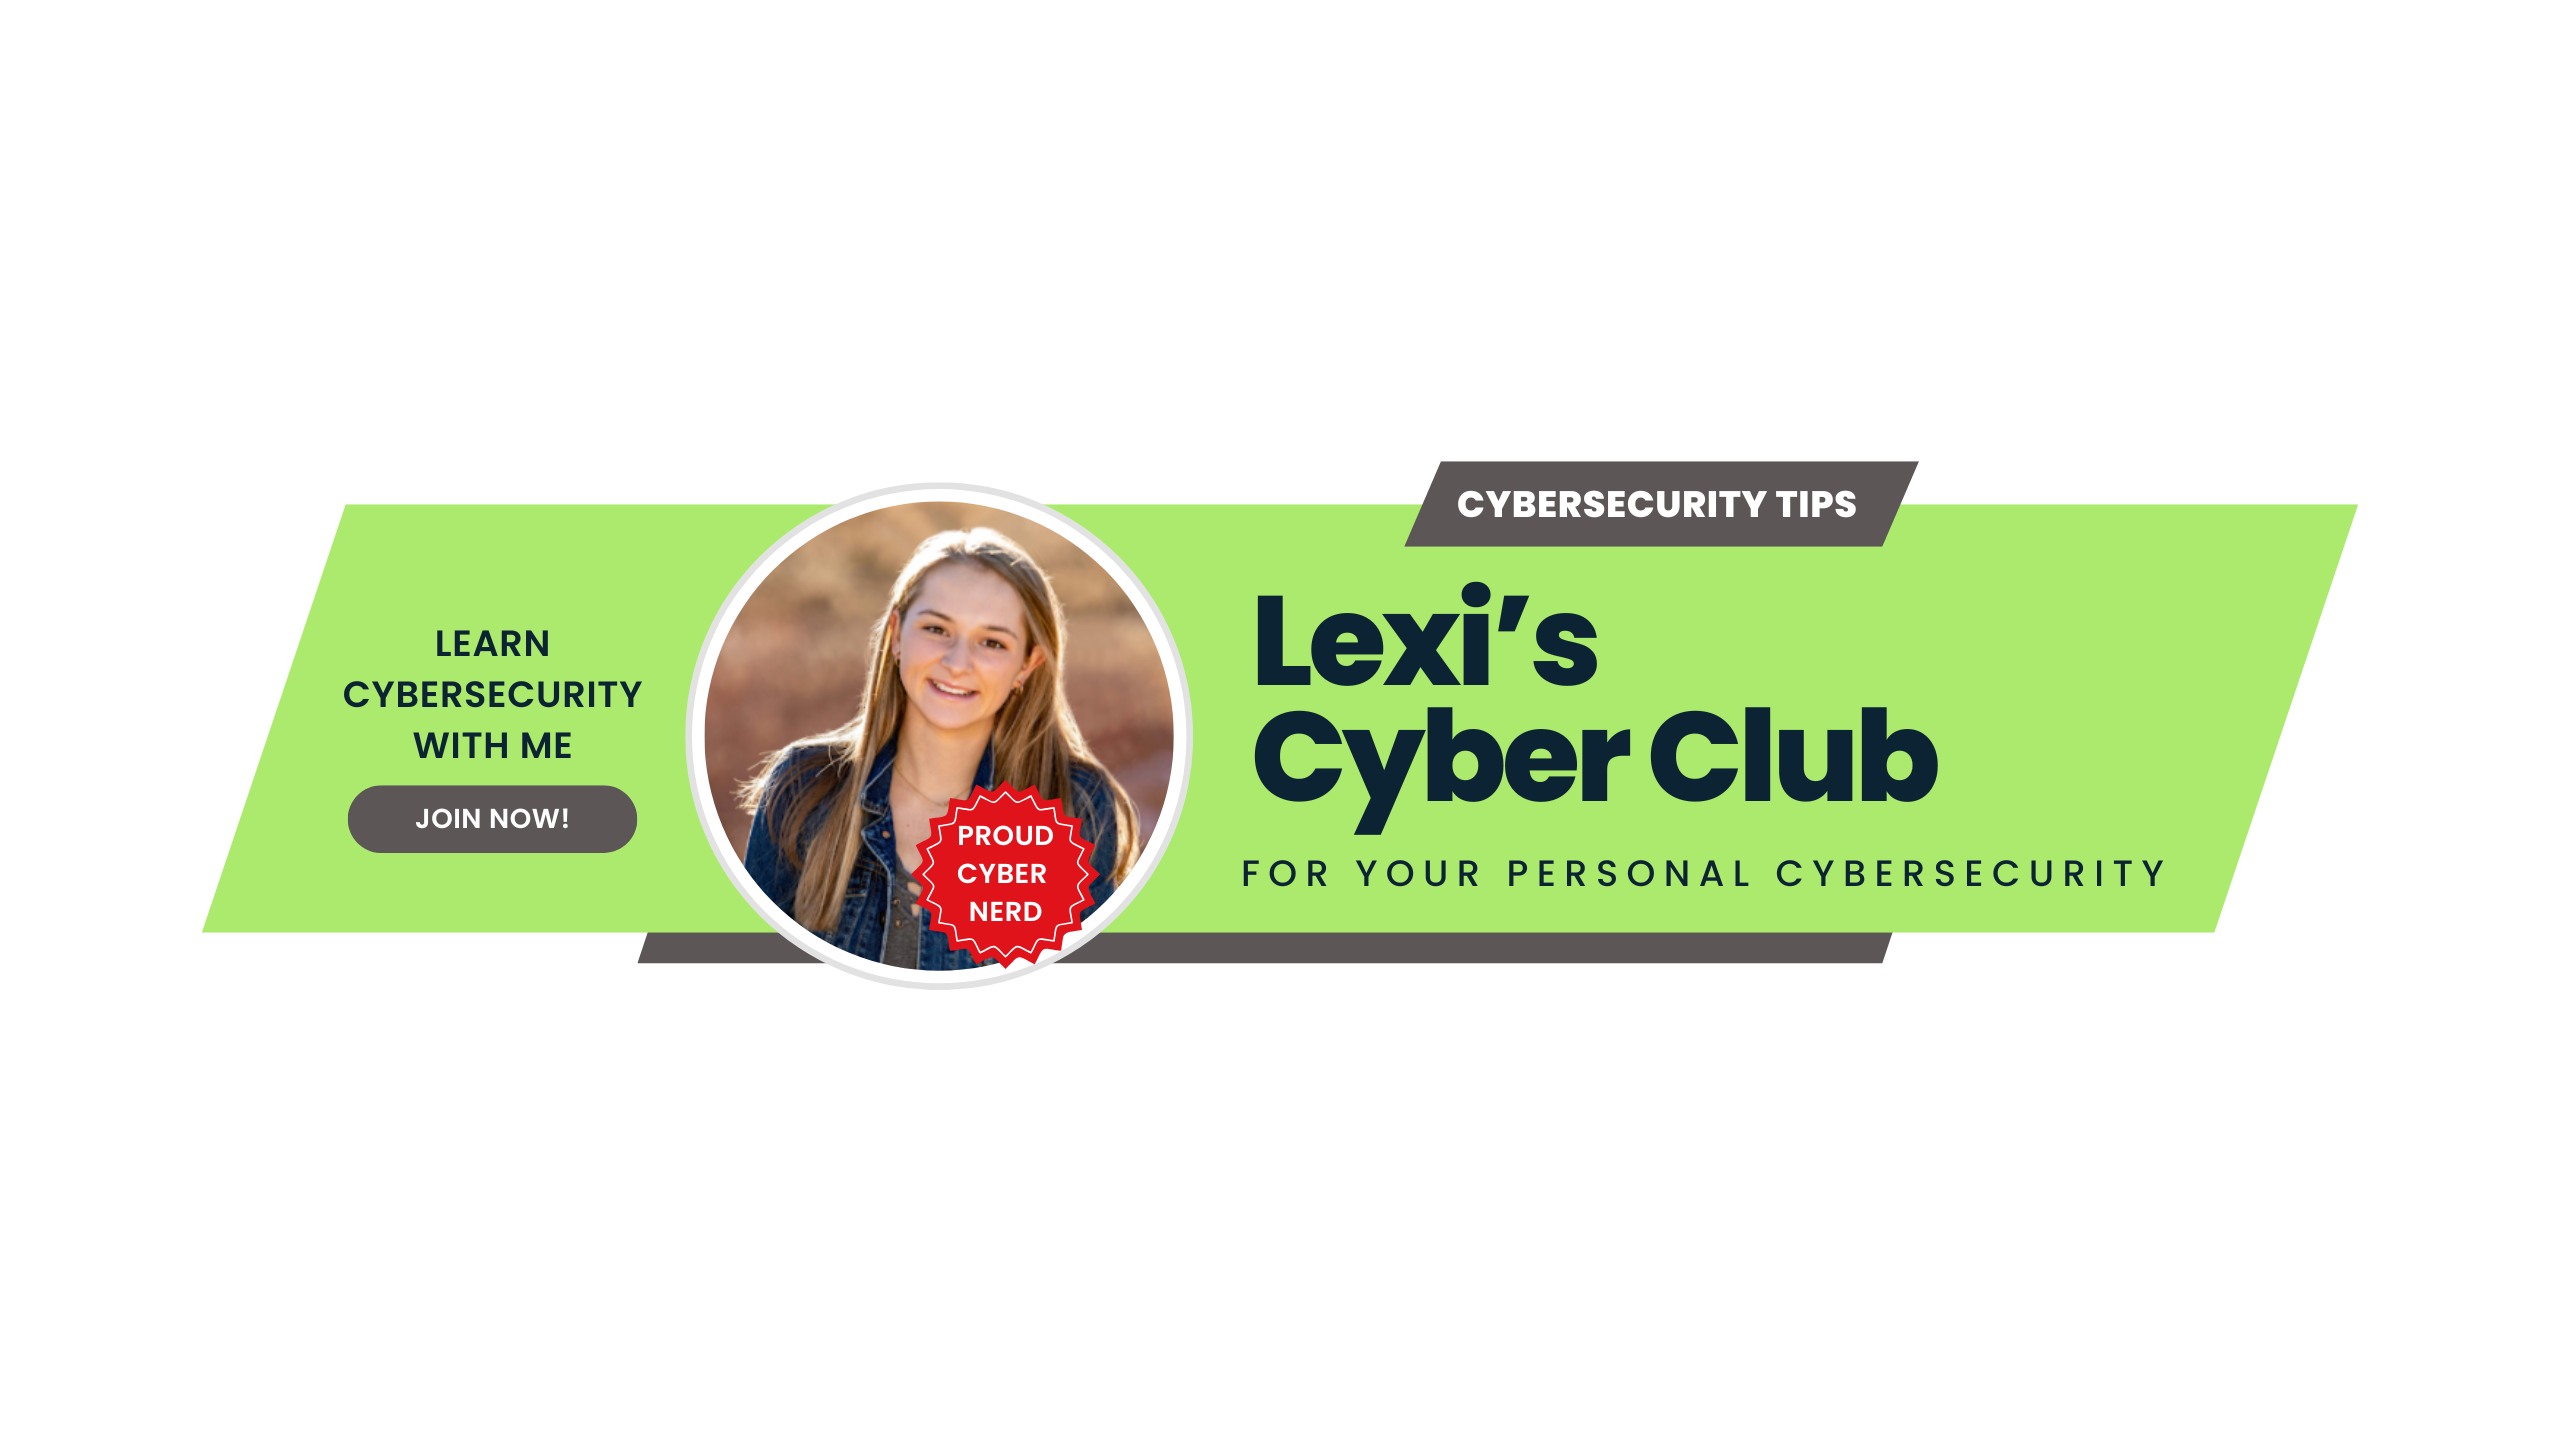 LEARN
CYBERSECURITY
WITH ME
JOIN NOW!
PROUD
CYBER
NERD
CYBERSECURITY TIPS
Lexi’s
Cyber Club
FOR YOUR PERSONAL CYBERSECURITY